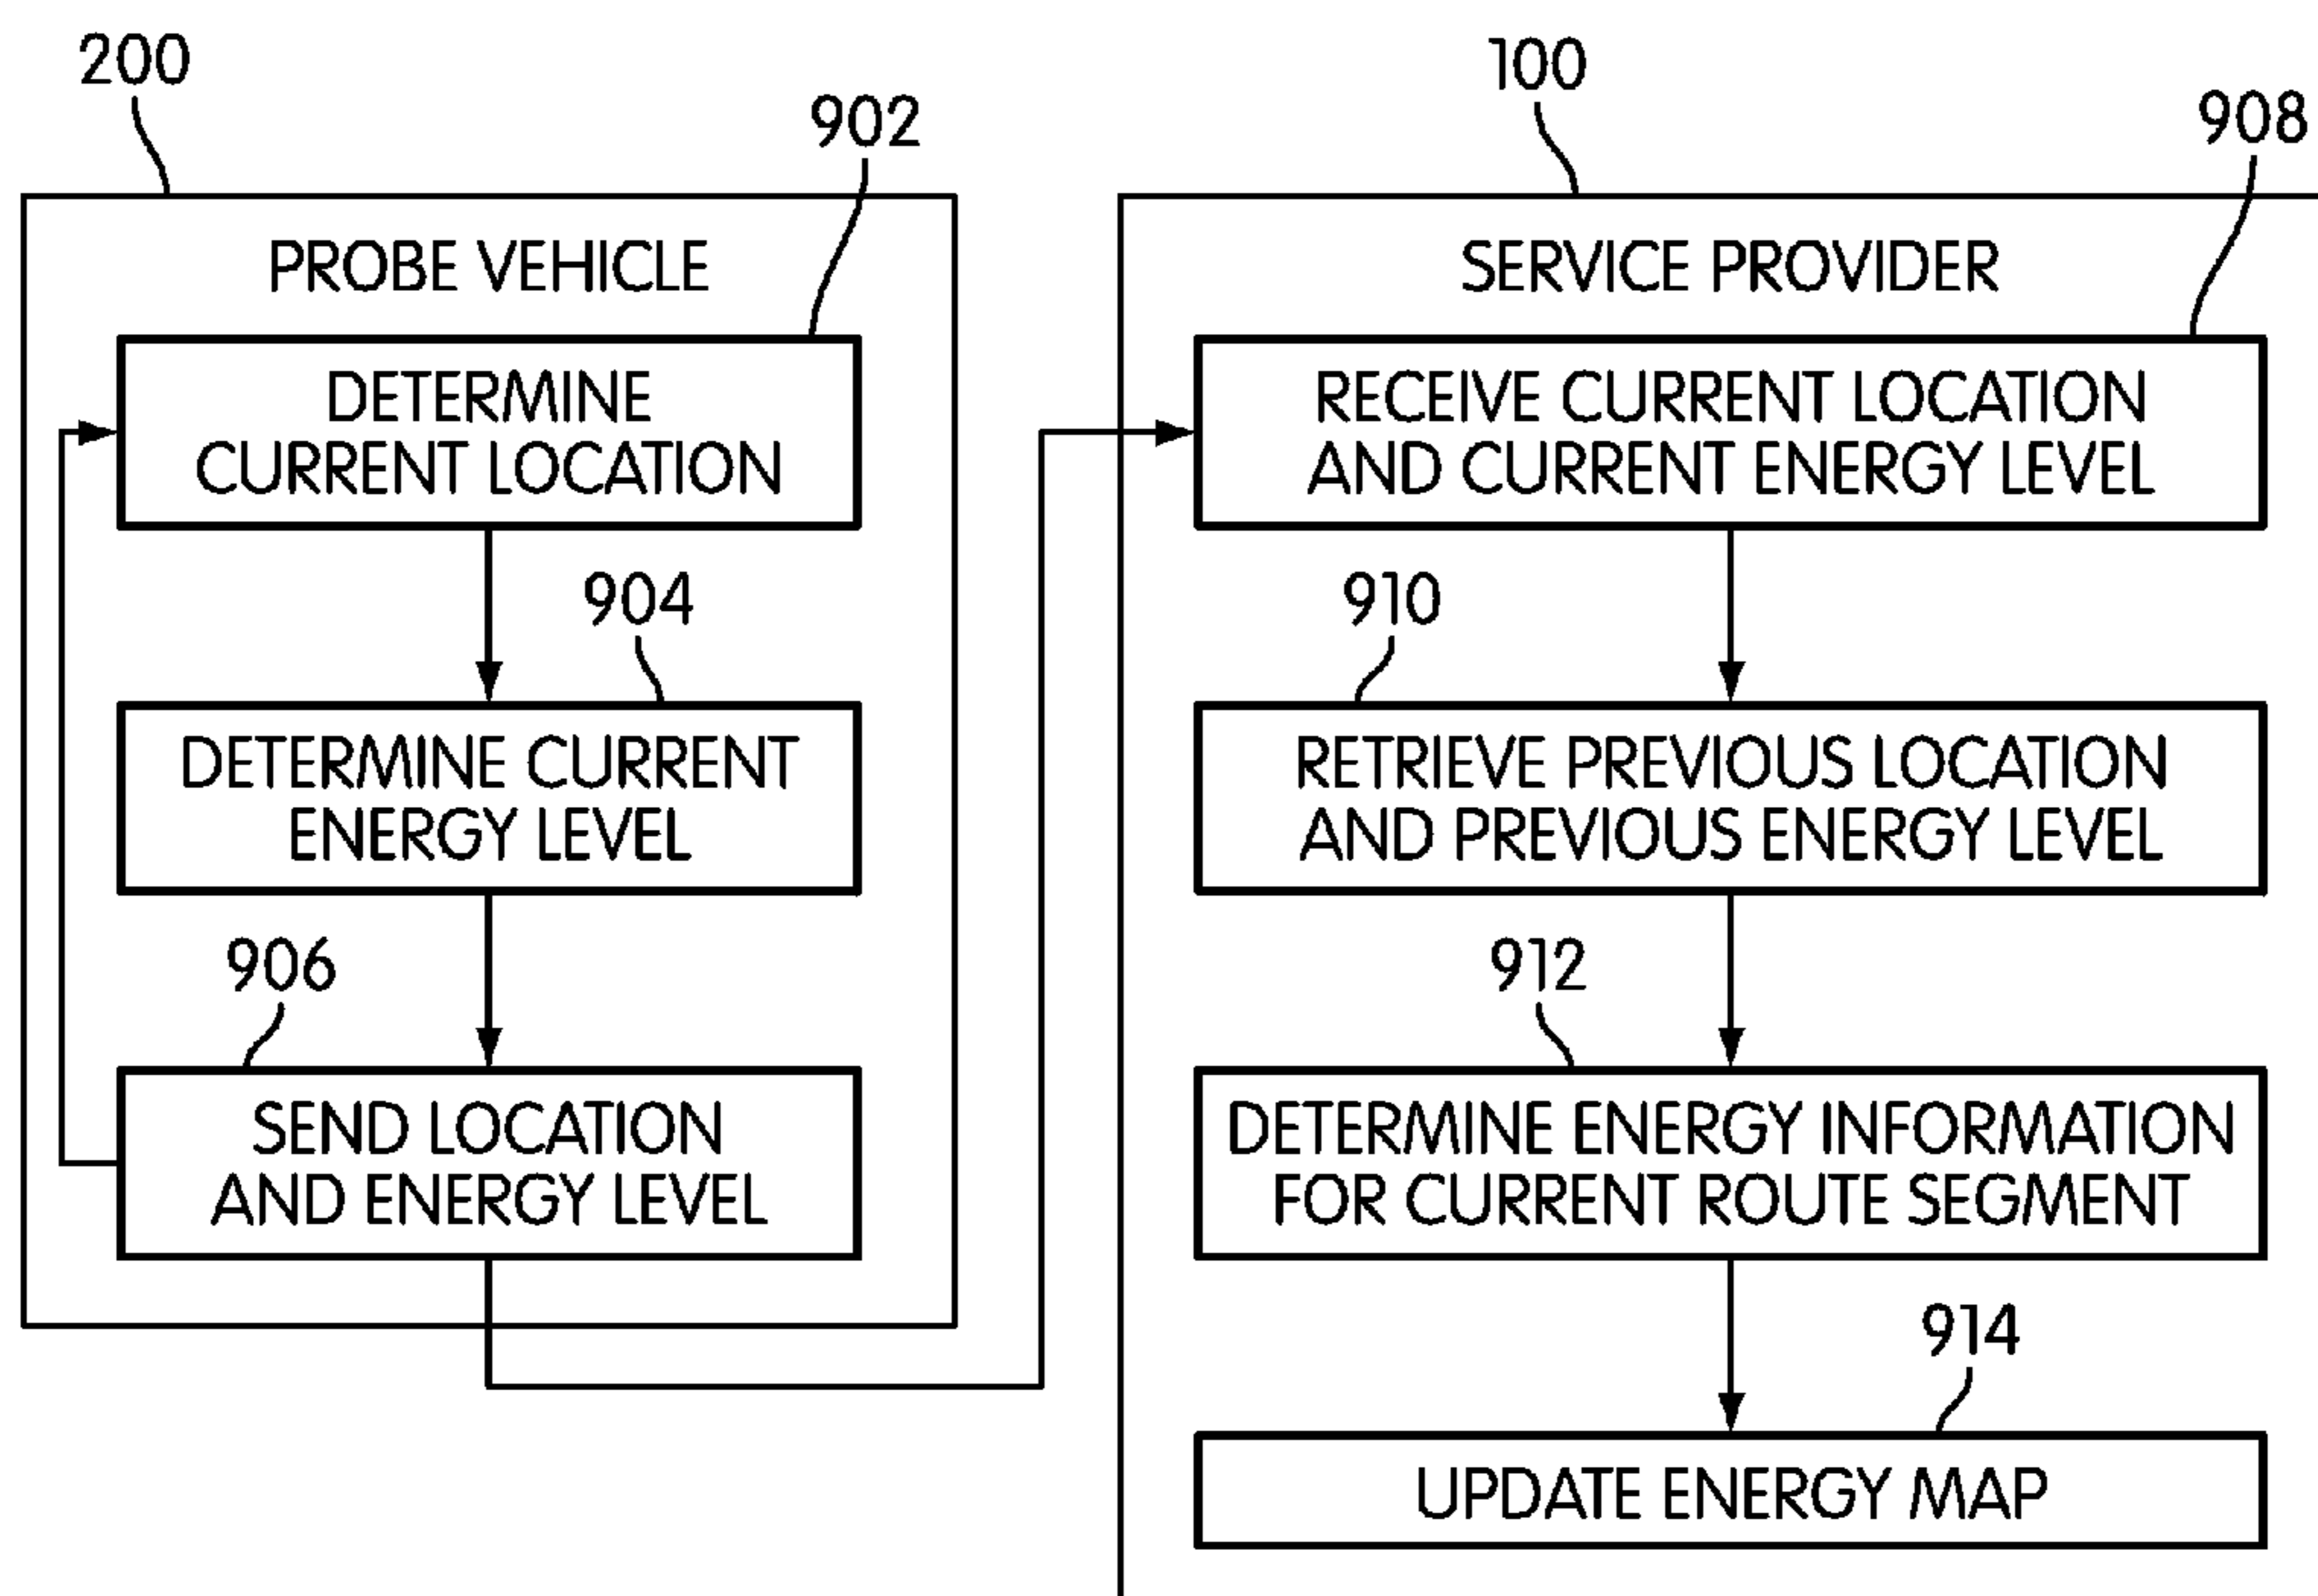 200
902
PROBE VEHICLE
DETERMINE
CURRENT LOCATION
904
DETERMINE CURRENT
ENERGY LEVEL
906
SEND LOCATION
AND ENERGY LEVEL
100
908
SERVICE PROVIDER
RECEIVE CURRENT LOCATION
AND CURRENT ENERGY LEVEL
910
RETRIEVE PREVIOUS LOCATION
AND PREVIOUS ENERGY LEVEL
912
DETERMINE ENERGY INFORMATION
FOR CURRENT ROUTE SEGMENT
914
UPDATE ENERGY MAP